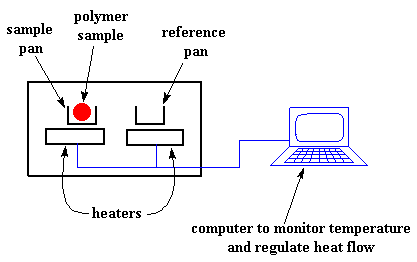 sample
pan
polymer
sample
reference
pan
heaters
computer to monitor temperature
and regulate heat flow